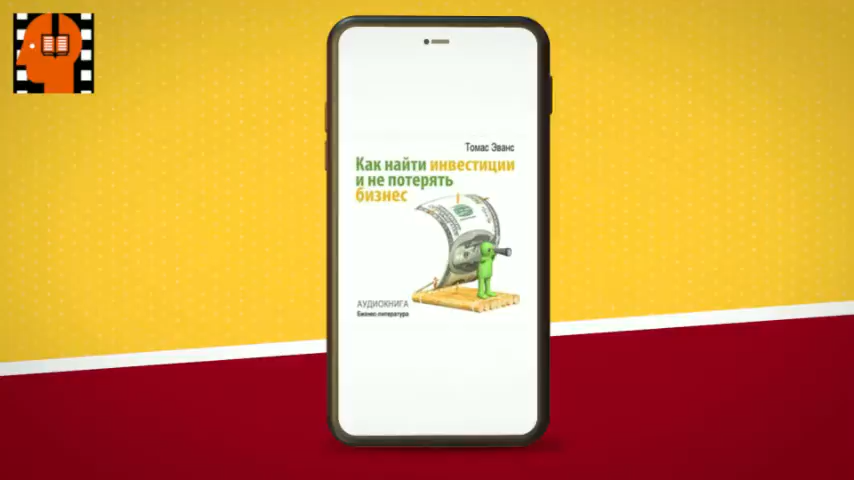 Томас Эванс
Как найти инвестиции
и не потерять
бизнес
АУДИОКНИГА
Бизнес литература